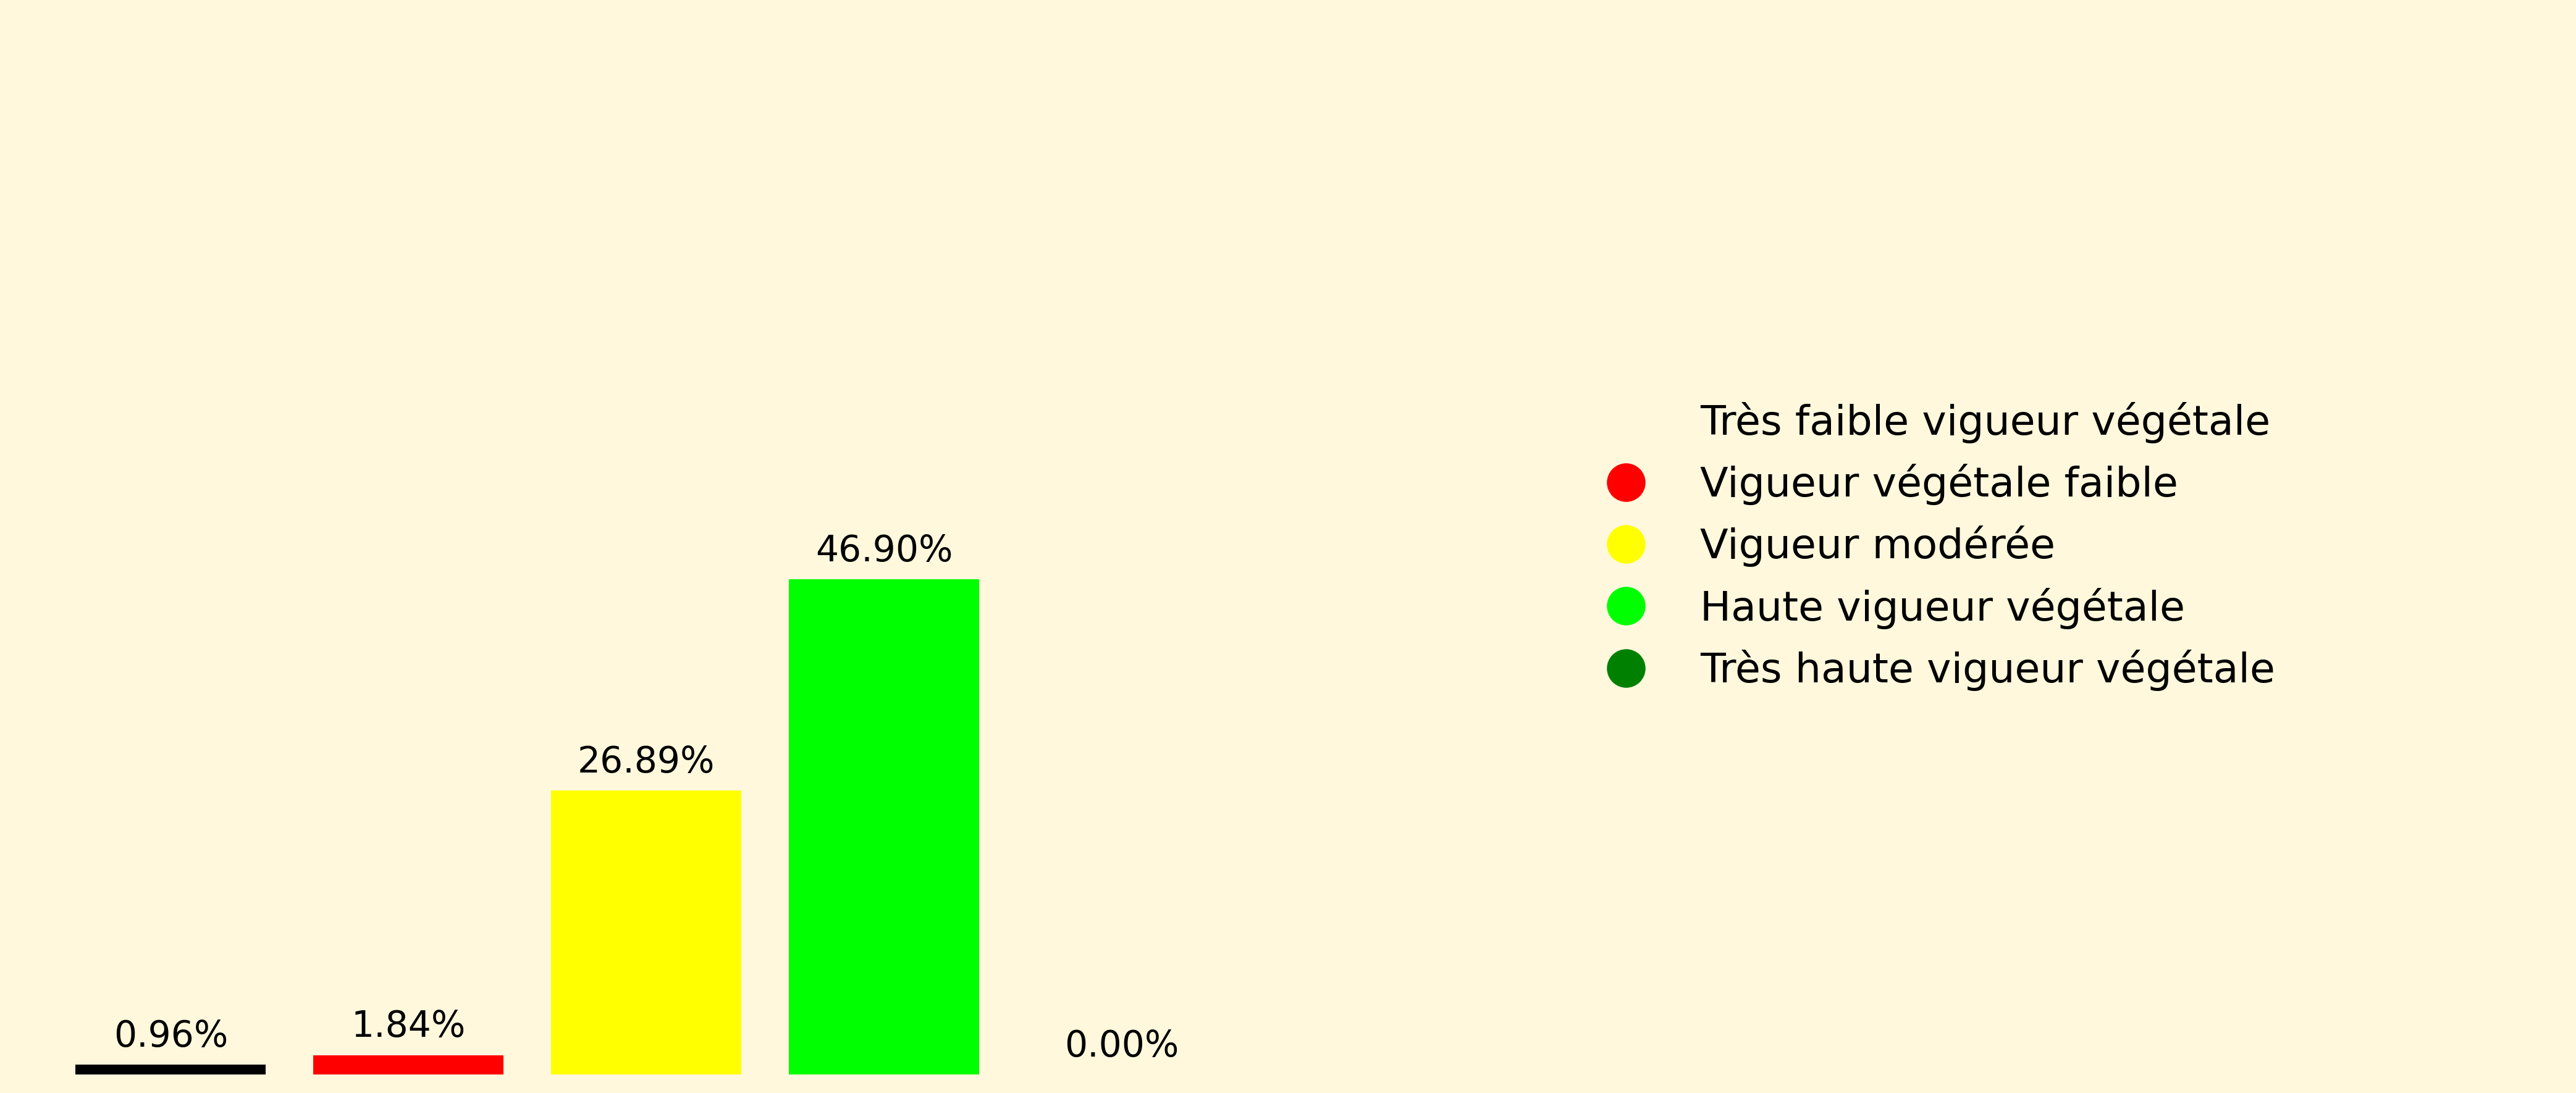 Très faible vigueur végétale
Vigueur végétale faible
Vigueur modérée
46.90%
Haute vigueur végétale
Très haute vigueur végétale
26.89%
1.84%
0.96%
0.00%